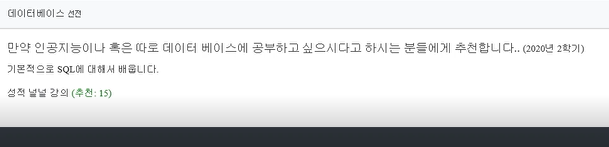 데이터베이스 선전
만약 인공지능이나 혹은 따로 데이터 베이스에 공부하고 싶으시다고 하시는 분들에게 추천합니다.. (2020년 2학기)
기본적으로 SQL에 대해서 배웁니다.
성적 널널 강의 (추천: 15)